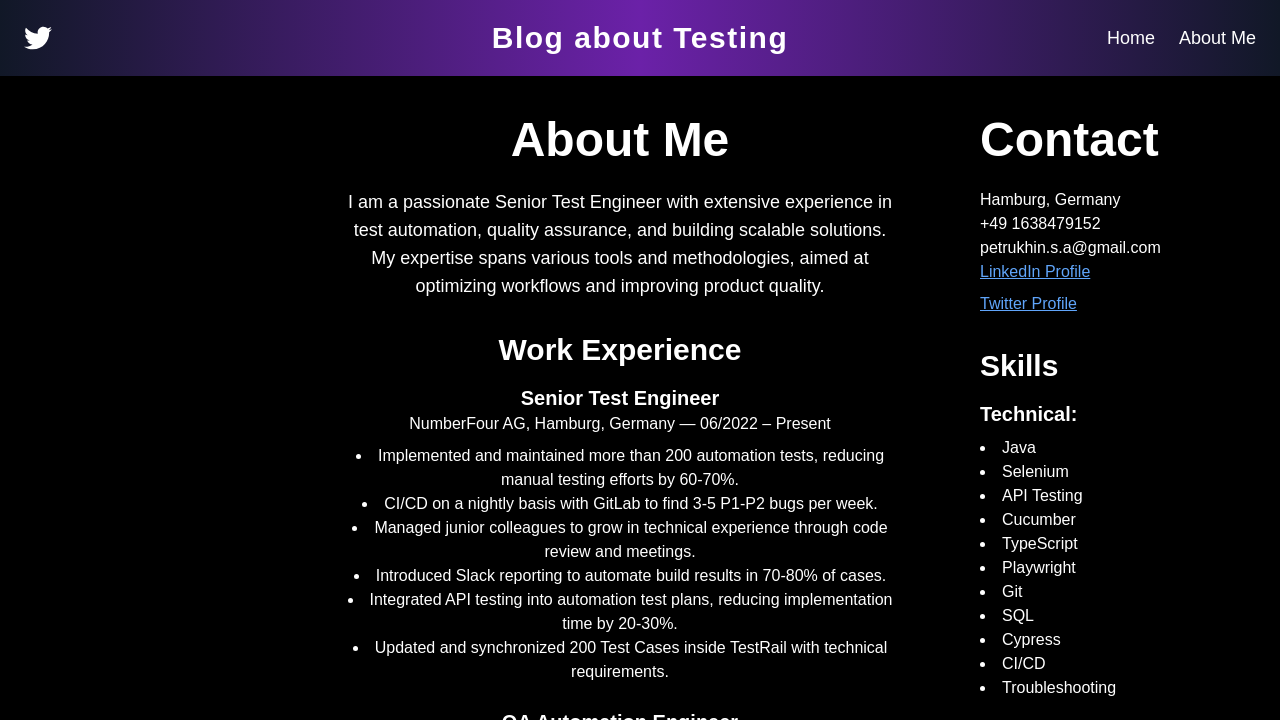 Blog about Testing
Home
About Me
About Me
I am a passionate Senior Test Engineer with extensive experience in
test automation, quality assurance, and building scalable solutions.
My expertise spans various tools and methodologies, aimed at
optimizing workflows and improving product quality.
Work Experience
Senior Test Engineer
NumberFour AG, Hamburg, Germany — 06/2022 – Present
• Implemented and maintained more than 200 automation tests, reducing
manual testing efforts by 60-70%.
• CI/CD on a nightly basis with GitLab to find 3-5 P1-P2 bugs per week.
• Managed junior colleagues to grow in technical experience through code
review and meetings.
• Introduced Slack reporting to automate build results in 70-80% of cases.
• Integrated API testing into automation test plans, reducing implementation
time by 20-30%.
• Updated and synchronized 200 Test Cases inside TestRail with technical
requirements.
QA Automation Engineer
Contact
Hamburg, Germany
+49 1638479152
petrukhin.s.a@gmail.com
LinkedIn Profile
Twitter Profile
Skills
Technical:
• Java
• Selenium
• API Testing
• Cucumber
• TypeScript
• Playwright
• Git
• SQL
• Cypress
• CI/CD
• Troubleshooting